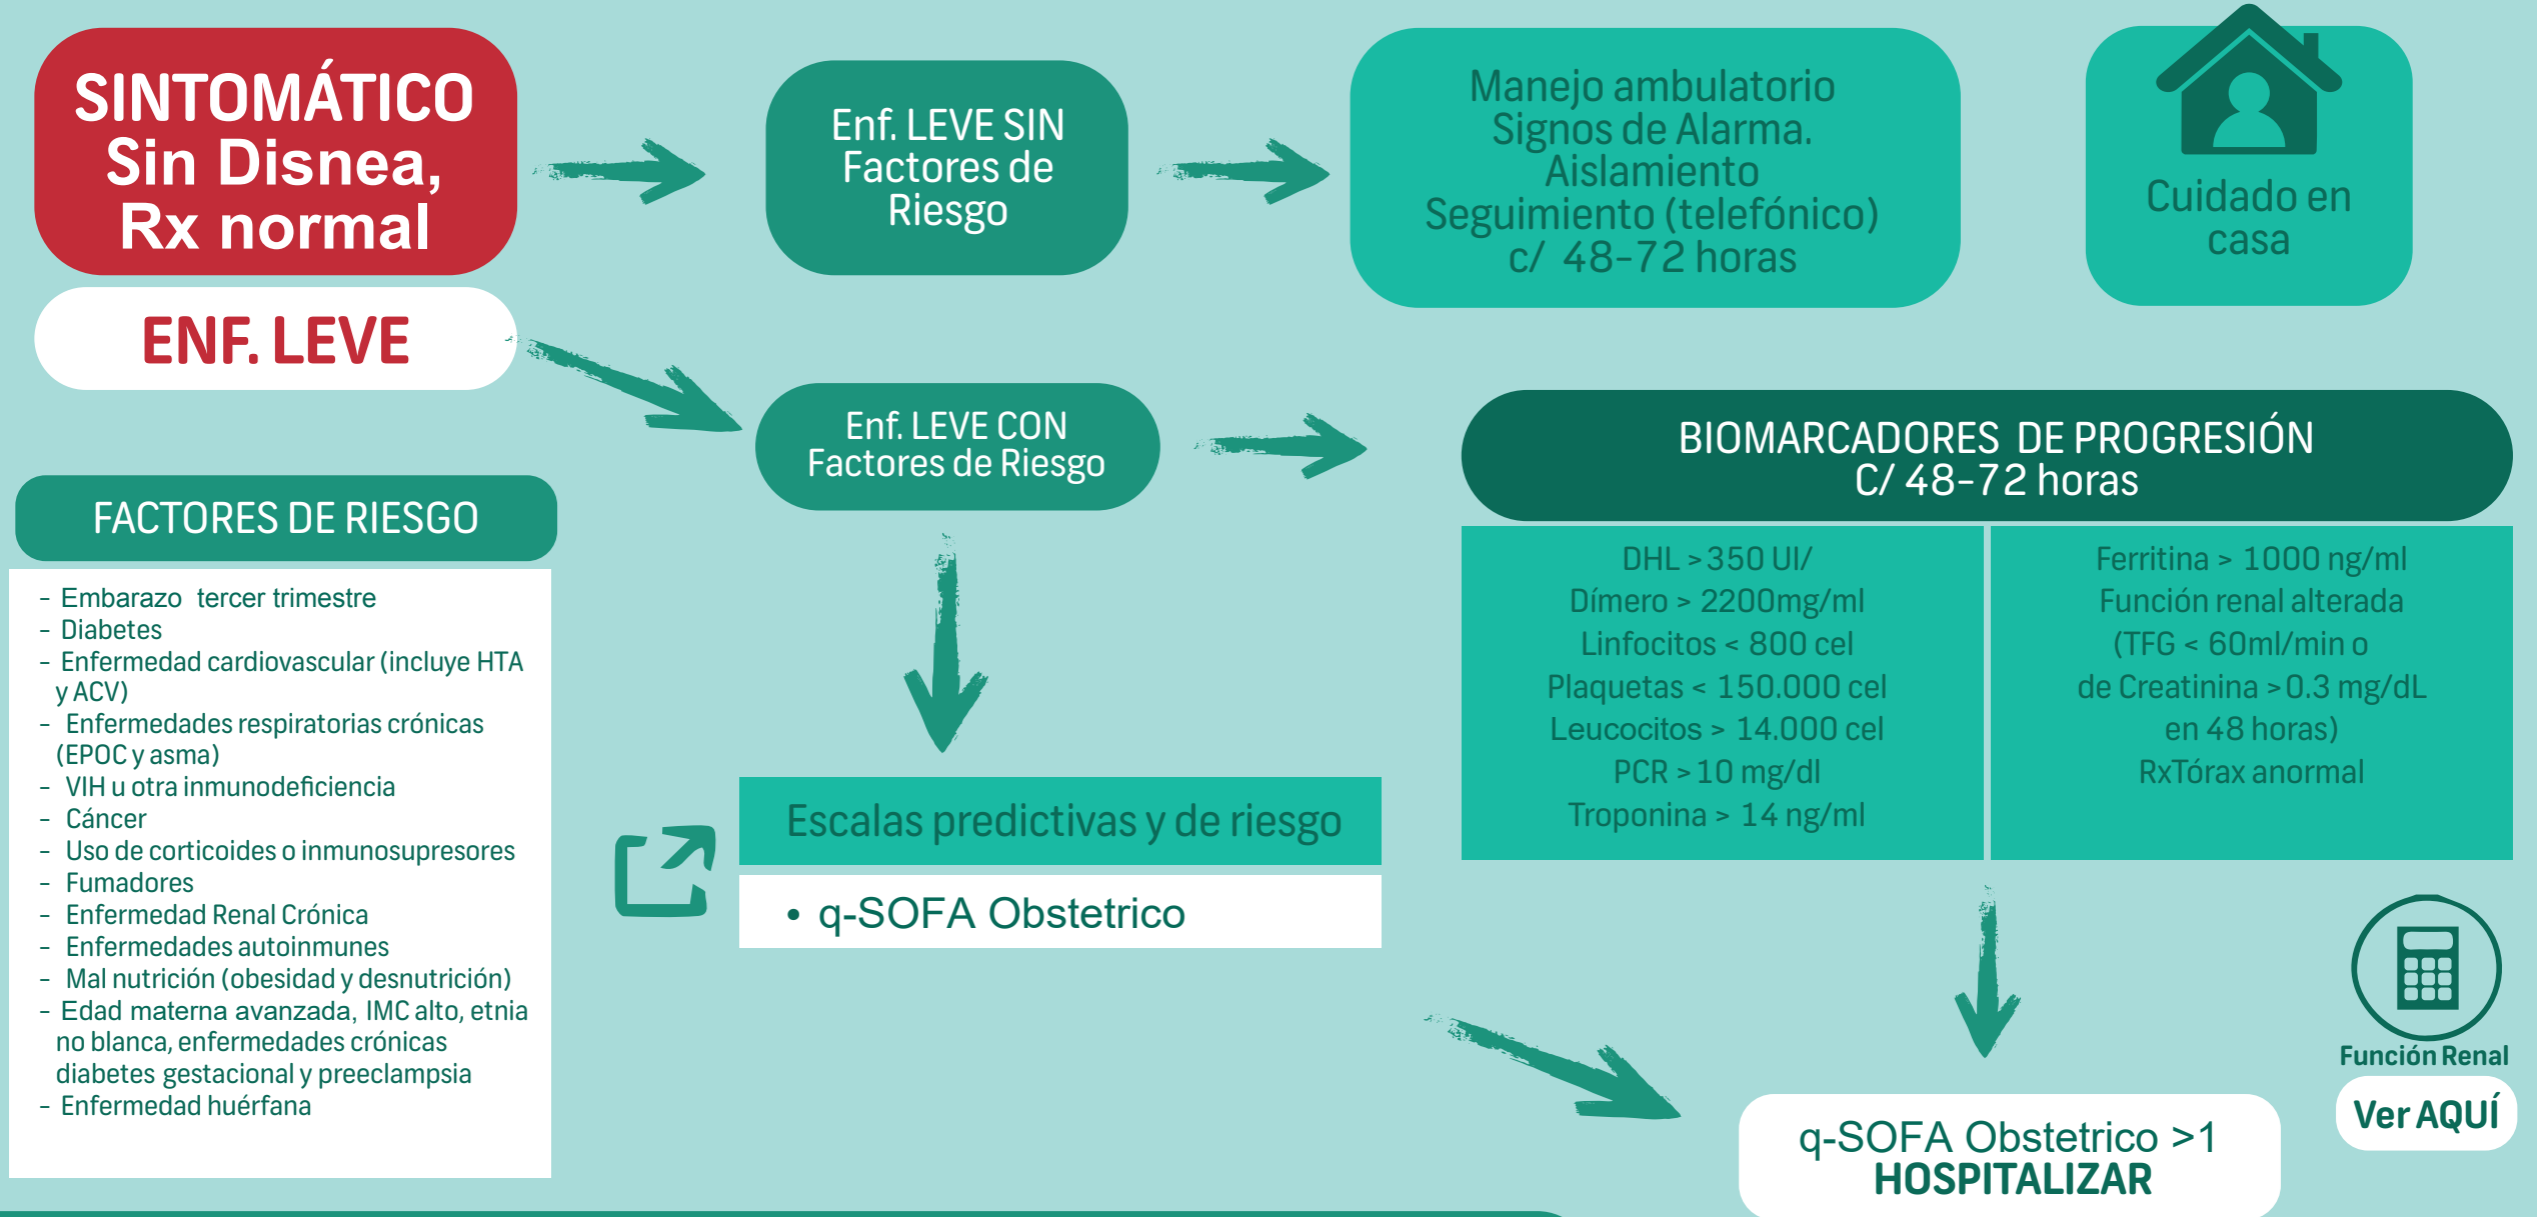 SINTOMÁTICO
Sin Disnea,
Rx normal
ENF. LEVE
Enf. LEVE SIN
Factores de
Riesgo
Manejo ambulatorio
Signos de Alarma.
Aislamiento
Seguimiento (telefónico)
c/ 48-72 horas
Cuidado en
casa
Enf. LEVE CON
Factores de Riesgo
BIOMARCADORES DE PROGRESIÓN
C/ 48-72 horas
DHL > 350 UI/
Dímero > 2200mg/ml
Linfocitos < 800 cel
Plaquetas < 150.000 cel
Leucocitos > 14.000 cel
PCR > 10 mg/dl
Troponina > 14 ng/ml
Ferritina > 1000 ng/ml
Función renal alterada
(TFG < 60ml/min o
de Creatinina > 0.3 mg/dL
en 48 horas)
RxTórax anormal
FACTORES DE RIESGO
- Embarazo tercer trimestre
- Diabetes
- Enfermedad cardiovascular (incluye HTA
y ACV)
- Enfermedades respiratorias crónicas
(EPOC y asma)
- VIH u otra inmunodeficiencia
- Cáncer
- Uso de corticoides o inmunosupresores
- Fumadores
- Enfermedad Renal Crónica
- Enfermedades autoinmunes
- Mal nutrición (obesidad y desnutrición)
- Edad materna avanzada, IMC alto, etnia
no blanca, enfermedades crónicas
diabetes gestacional y preeclampsia
- Enfermedad huérfana
Escalas predictivas y de riesgo
• q-SOFA Obstetrico
q-SOFA Obstetrico >1
HOSPITALIZAR
Función Renal
Ver AQUÍ